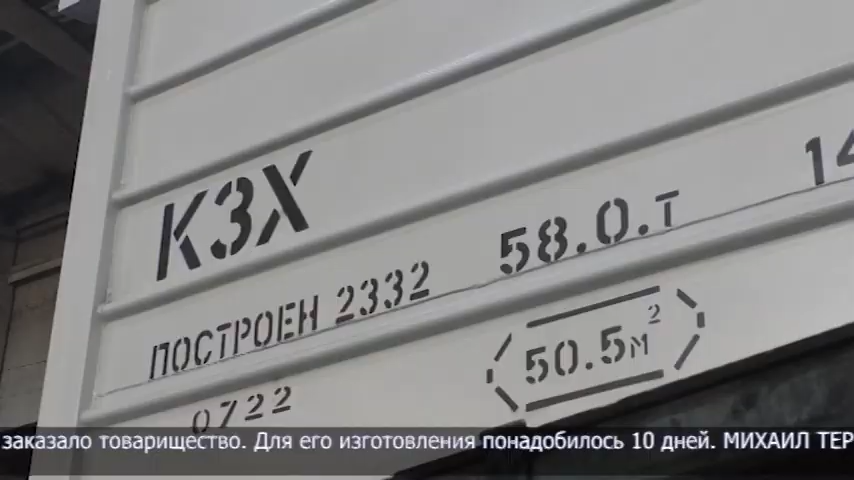 КЗХ
58.0.т
14
ПОСТРОЕН 2332
50.5м²
0722
заказало товарищество. Для его изготовления понадобилось 10 дней. МИХАИЛ ТЕР